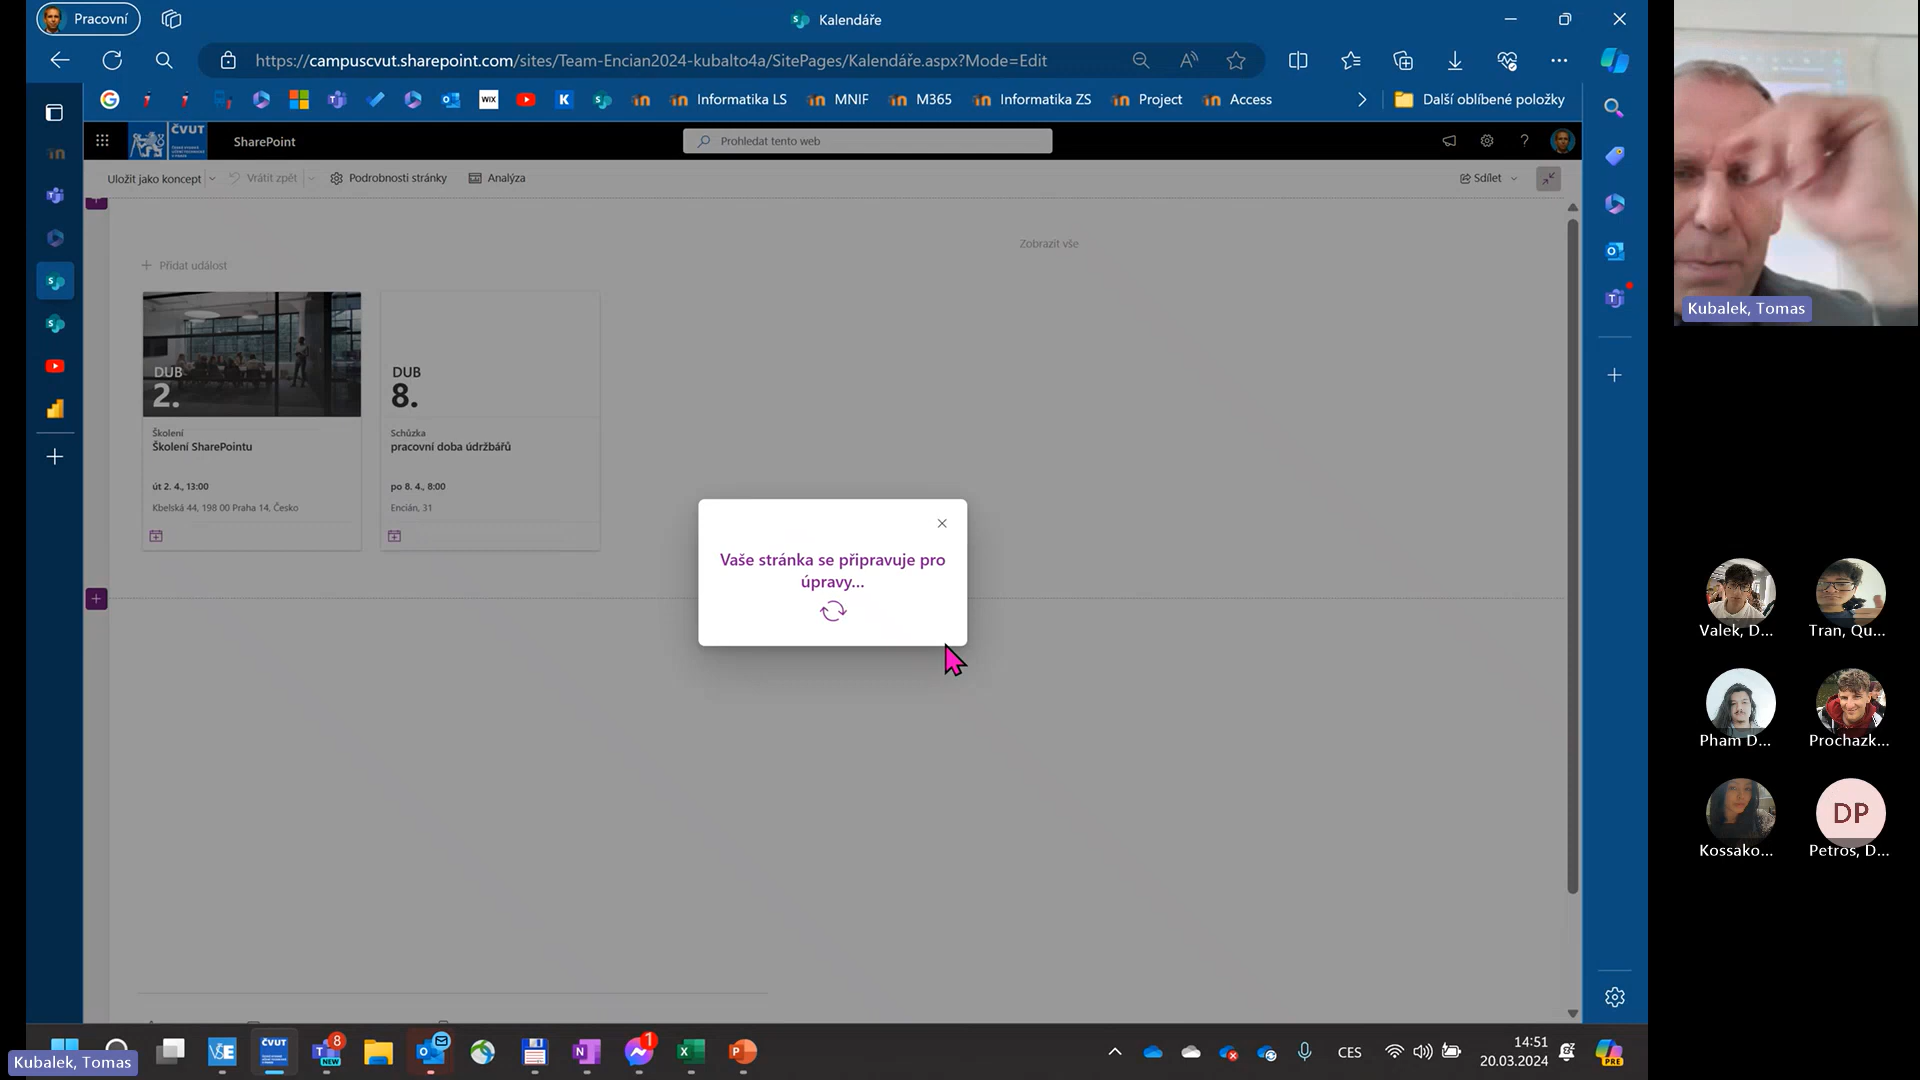 Pracovní
Kalendáře
https://campuscvut.sharepoint.com/sites/Team-Encian2024-kubalto4a/SitePages/Kalendáře.aspx?Mode=Edit
Informatika LS
MNIF
M365
Informatika ZS
Project
Access
Další oblíbené položky
ČVUT
SharePoint
Prohledat tento web
Uložit jako koncept
Vrátit zpět
Podrobnosti stránky
Analýza
Sdílet
Zobrazit vše
Přidat událost
DUB
2.
DUB
8.
Školení
Školení SharePointu
út 2. 4., 13:00
Kbelská 44, 198 00 Praha 14, Česko
Schůzka
pracovní doba údržbářů
po 8. 4., 8:00
Encián, 31
Vaše stránka se připravuje pro
úpravy...
Kubalek, Tomas
Valek, D...
Tran, Qu...
Pham D...
Prochazk...
Kossako...
DP
Petros, D...
Kubalek, Tomas
ČVUT
8
NEW
1
CES
14:51
20.03.2024
PRE